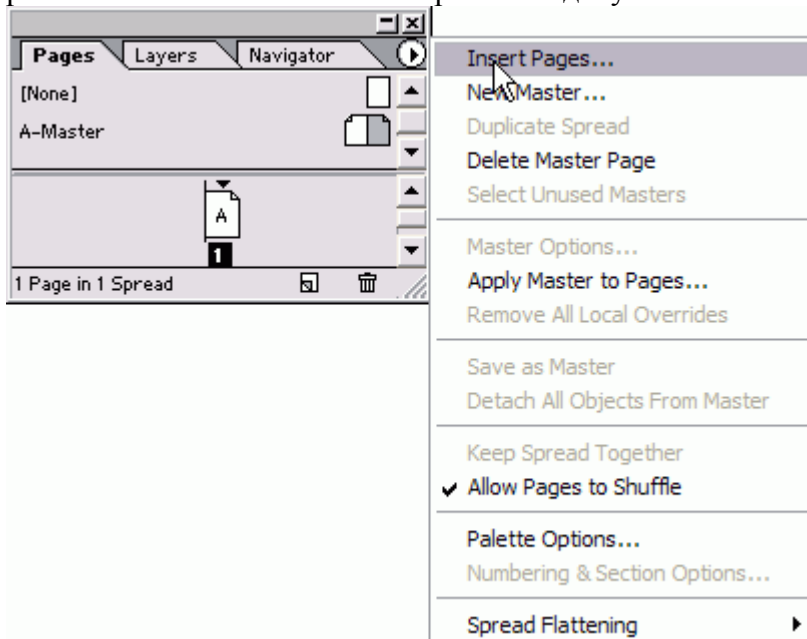 Pages Layers Navigator
[None]
A-Master
A
1
1 Page in 1 Spread
Insert Pages...
New Master...
Duplicate Spread
Delete Master Page
Select Unused Masters
Master Options...
Apply Master to Pages...
Remove All Local Overrides
Save as Master
Detach All Objects From Master
Keep Spread Together
Allow Pages to Shuffle
Palette Options...
Numbering & Section Options...
Spread Flattening